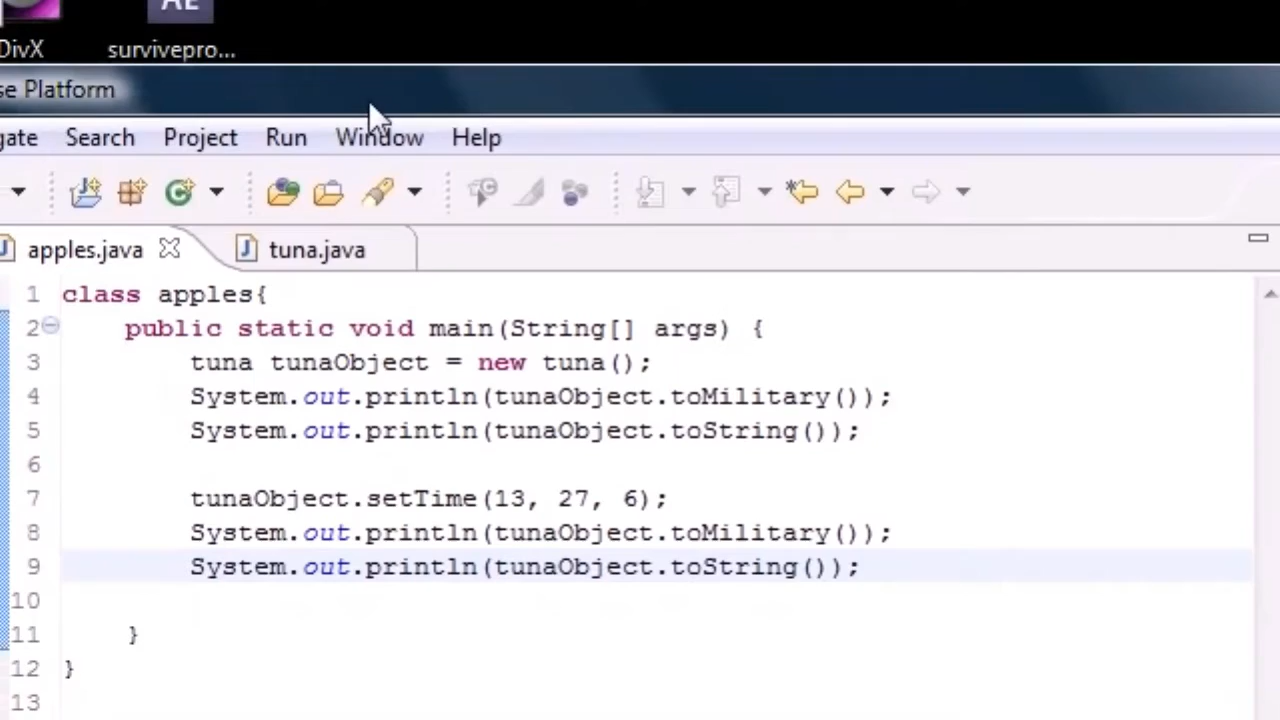 AE
DivX survivepro...
se Platform
gate Search Project Run Window Help
apples.java tuna.java
1 class apples{
2 public static void main(String[] args) {
3 tuna tunaObject = new tuna();
4 System.out.println(tunaObject.toMilitary());
5 System.out.println(tunaObject.toString());
6
7 tunaObject.setTime(13, 27, 6);
8 System.out.println(tunaObject.toMilitary());
9 System.out.println(tunaObject.toString());
10
11 }
12 }
13